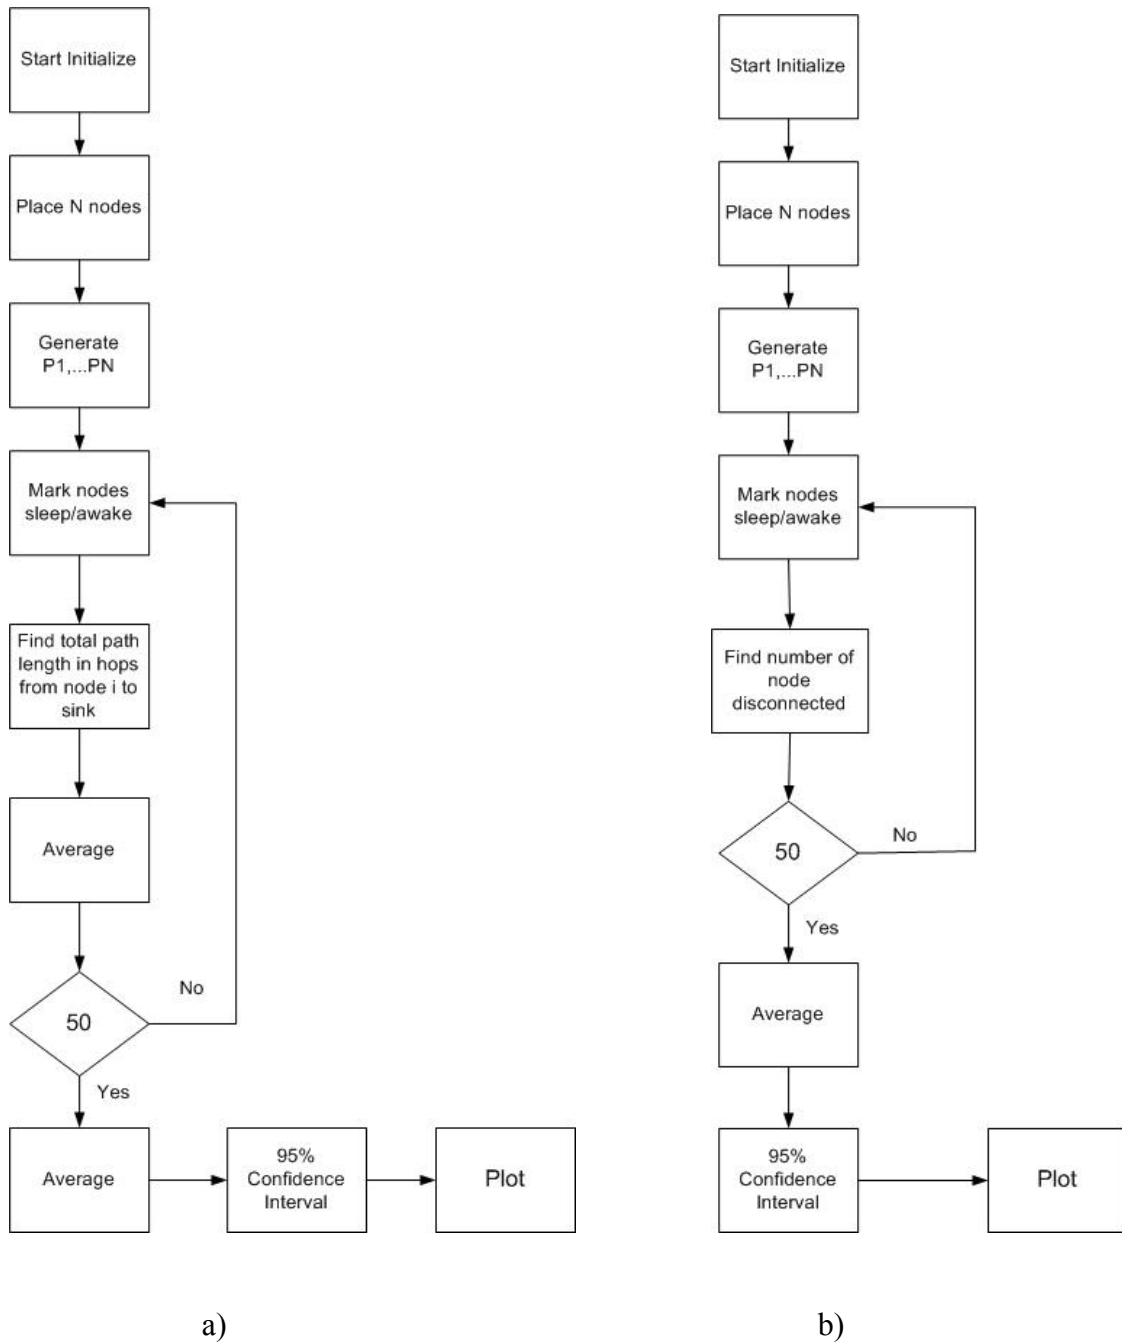 Start Initialize
Place N nodes
Generate
P1,...PN
Mark nodes
sleep/awake
Find total path
length in hops
from node i to
sink
Average
50
No
Yes
Average
95%
Confidence
Interval
Plot
a)
Start Initialize
Place N nodes
Generate
P1,...PN
Mark nodes
sleep/awake
Find number of
node
disconnected
50
No
Yes
Average
95%
Confidence
Interval
Plot
b)